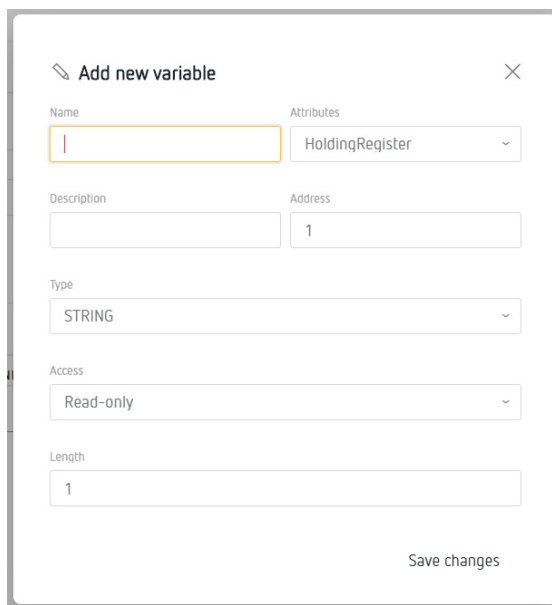 Add new variable
Name
Attributes
HoldingRegister
Description
Address
1
Type
STRING
Access
Read-only
Length
1
Save changes